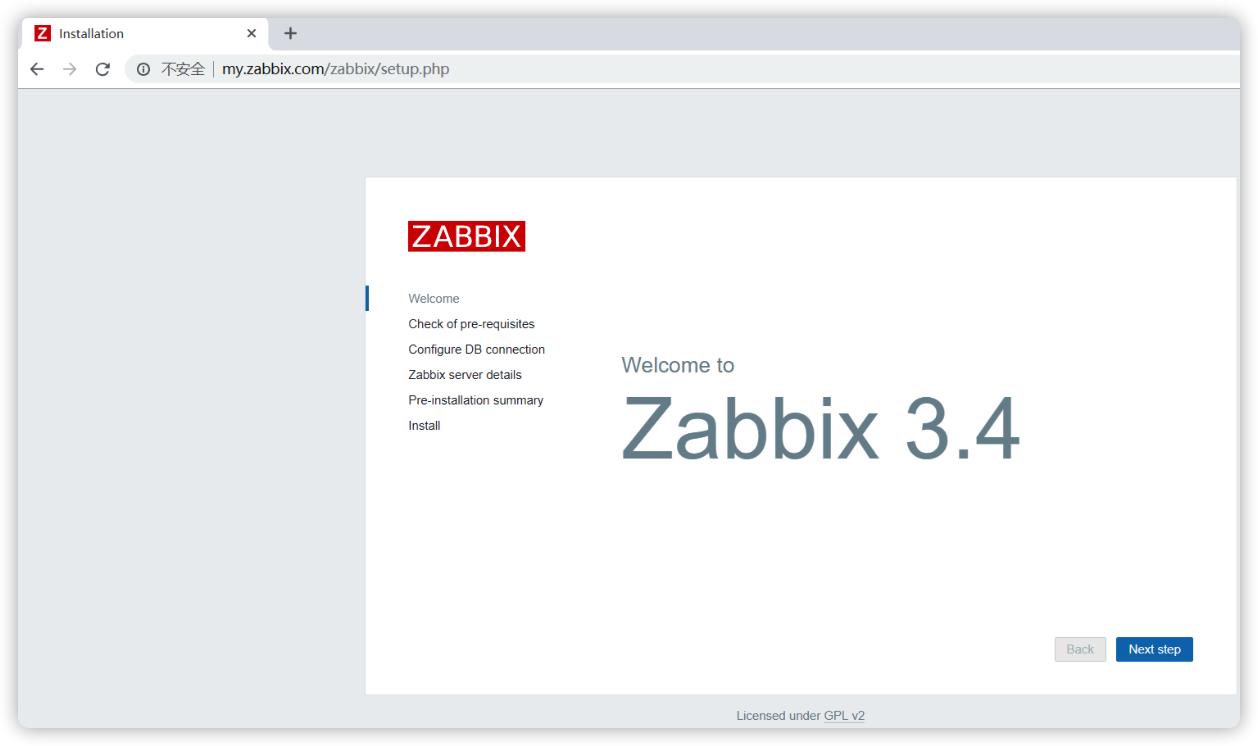 Installation
不安全 my.zabbix.com/zabbix/setup.php
ZABBIX
Welcome
Check of pre-requisites
Configure DB connection
Zabbix server details
Pre-installation summary
Install
Welcome to
Zabbix 3.4
Back
Next step
Licensed under GPL v2